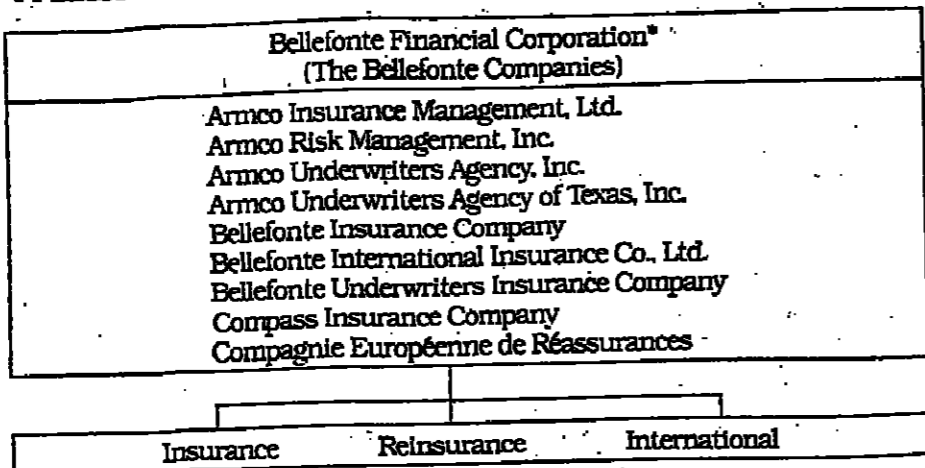 Bellefonte Financial Corporation*
(The Bellefonte Companies)
Armco Insurance Management, Ltd.
Armco Risk Management, Inc.
Armco Underwriters Agency, Inc.
Armco Underwriters Agency of Texas, Inc.
Bellefonte Insurance Company
Bellefonte International Insurance Co., Ltd.
Bellefonte Underwriters Insurance Company
Compass Insurance Company
Compagnie Européenne de Réassurances
Insurance Reinsurance International